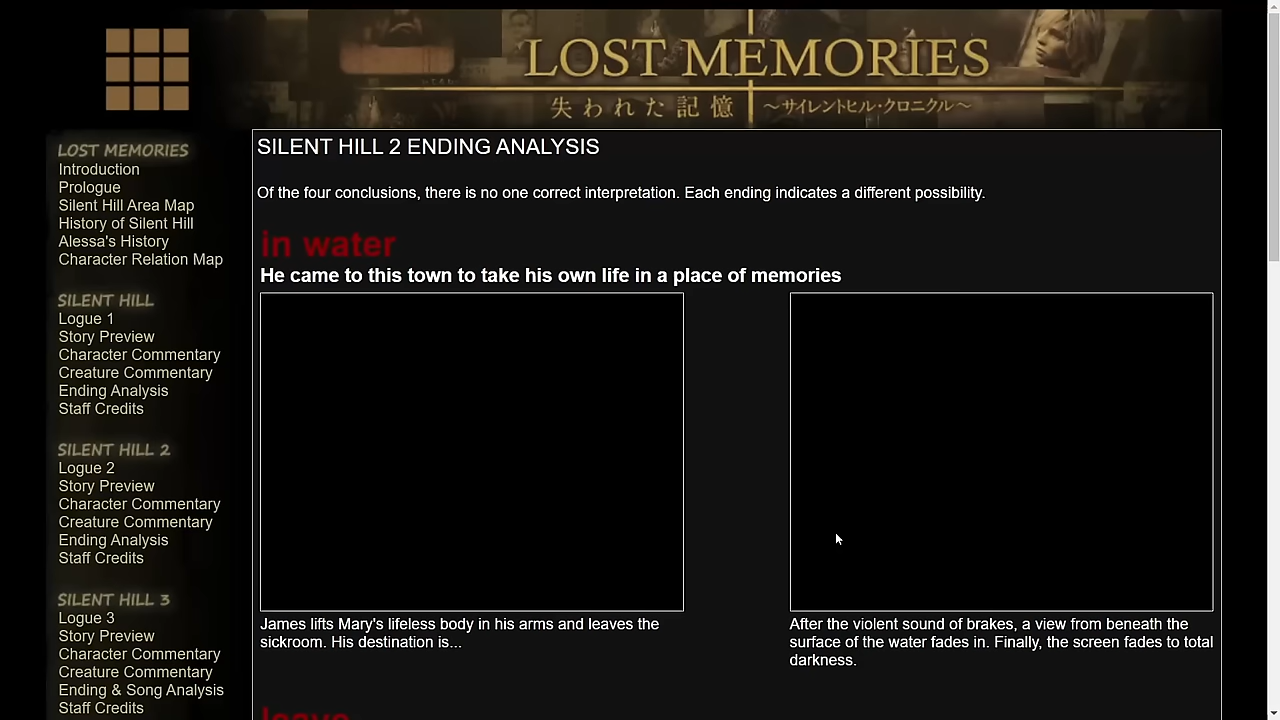 LOST MEMORIES
失われた記憶 ～サイレントヒル・クロニクル～
LOST MEMORIES
Introduction
Prologue
Silent Hill Area Map
History of Silent Hill
Alessa's History
Character Relation Map
SILENT HILL
Logue 1
Story Preview
Character Commentary
Creature Commentary
Ending Analysis
Staff Credits
SILENT HILL 2
Logue 2
Story Preview
Character Commentary
Creature Commentary
Ending Analysis
Staff Credits
SILENT HILL 3
Logue 3
Story Preview
Character Commentary
Creature Commentary
Ending & Song Analysis
Staff Credits
SILENT HILL 2 ENDING ANALYSIS
Of the four conclusions, there is no one correct interpretation. Each ending indicates a different possibility.
in water
He came to this town to take his own life in a place of memories
James lifts Mary's lifeless body in his arms and leaves the
sickroom. His destination is...
After the violent sound of brakes, a view from beneath the
surface of the water fades in. Finally, the screen fades to total
darkness.
leave